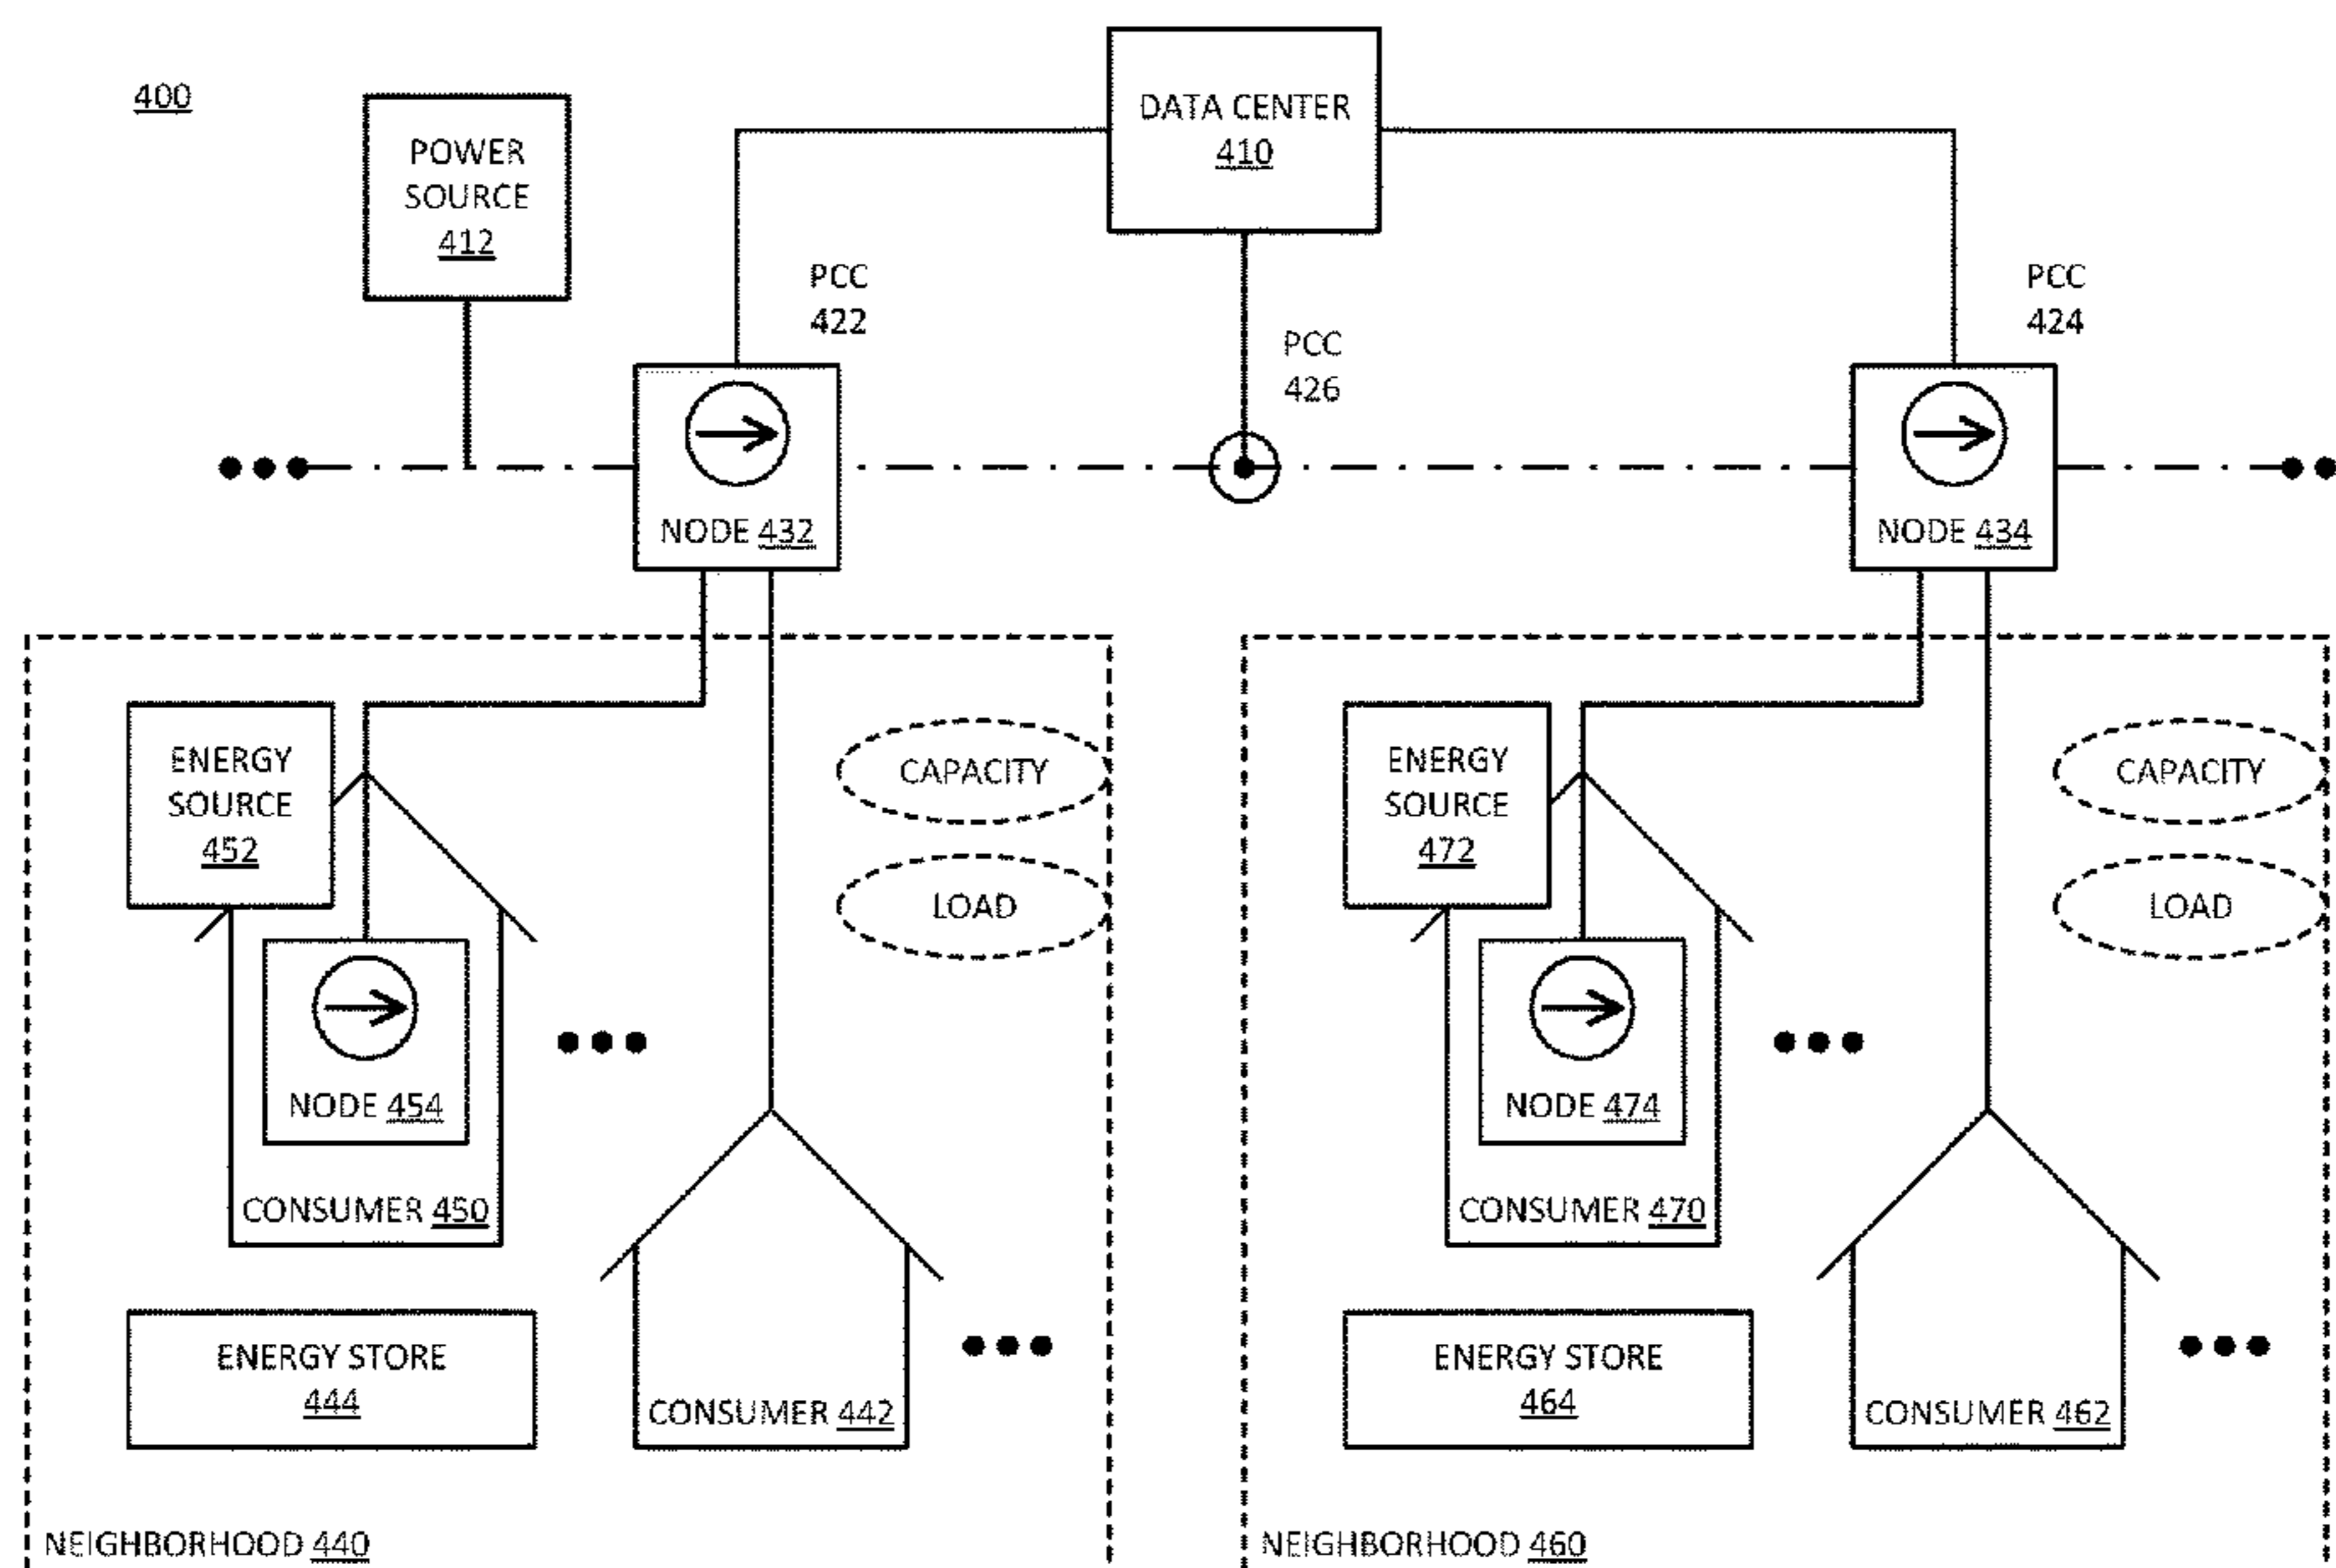 400
POWER
SOURCE
412
DATA CENTER
410
PCC
422
PCC
426
PCC
424
NODE 432
NODE 434
ENERGY
SOURCE
452
CAPACITY
LOAD
NODE 454
CONSUMER 450
ENERGY STORE
444
CONSUMER 442
NEIGHBORHOOD 440
ENERGY
SOURCE
472
CAPACITY
LOAD
NODE 474
CONSUMER 470
ENERGY STORE
464
CONSUMER 462
NEIGHBORHOOD 460